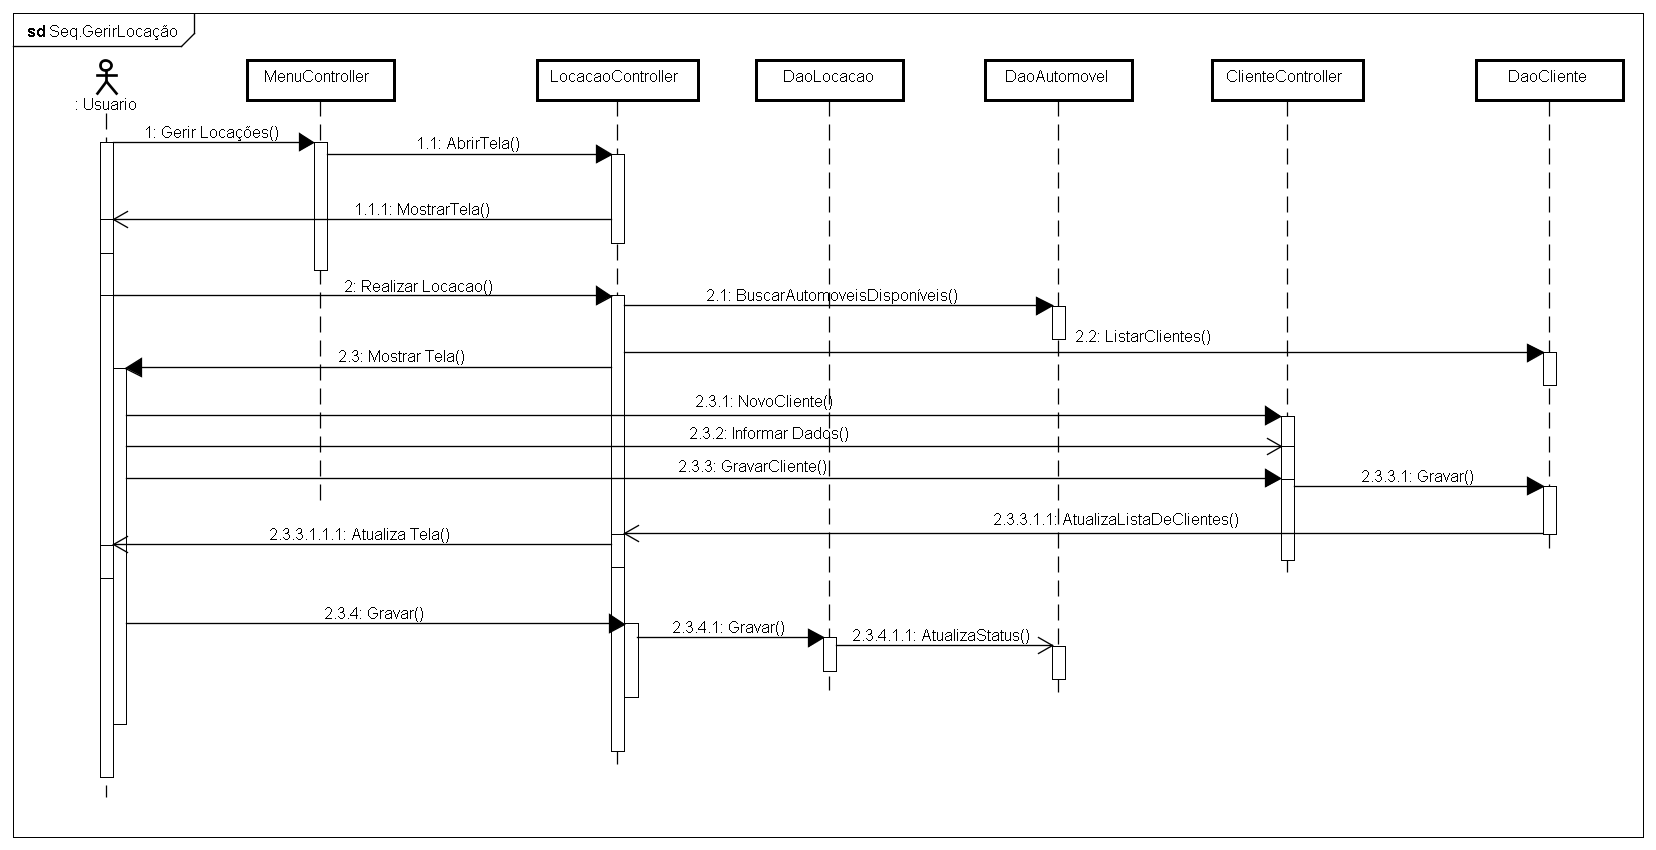 sd Seq.GerirLocação
: Usuario
MenuController
LocacaoController
DaoLocacao
DaoAutomovel
ClienteController
DaoCliente
1: Gerir Locações()
1.1: AbrirTela()
1.1.1: MostrarTela()
2: Realizar Locacao()
2.1: BuscarAutomoveisDisponíveis()
2.2: ListarClientes()
2.3: Mostrar Tela()
2.3.1: NovoCliente()
2.3.2: Informar Dados()
2.3.3: GravarCliente()
2.3.3.1: Gravar()
2.3.3.1.1: AtualizaListaDeClientes()
2.3.3.1.1.1: Atualiza Tela()
2.3.4: Gravar()
2.3.4.1: Gravar()
2.3.4.1.1: AtualizaStatus()